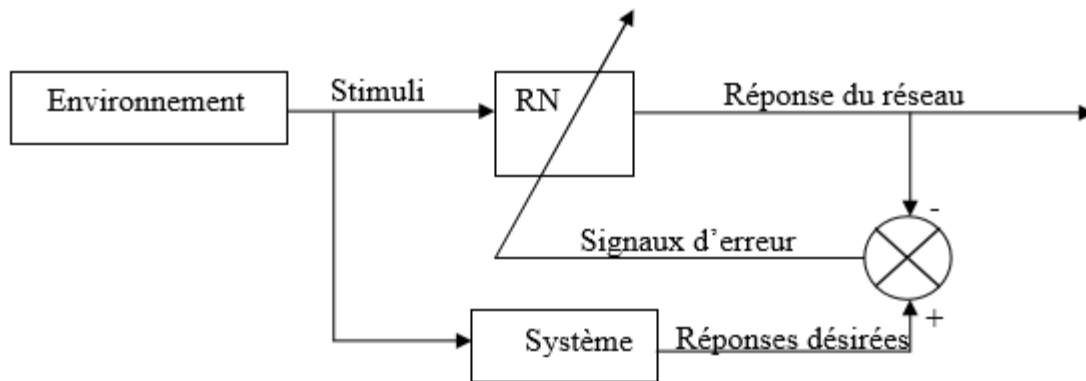 Environnement
Stimuli
RN
Réponse du réseau
-
Signaux d'erreur
+
Système
Réponses désirées